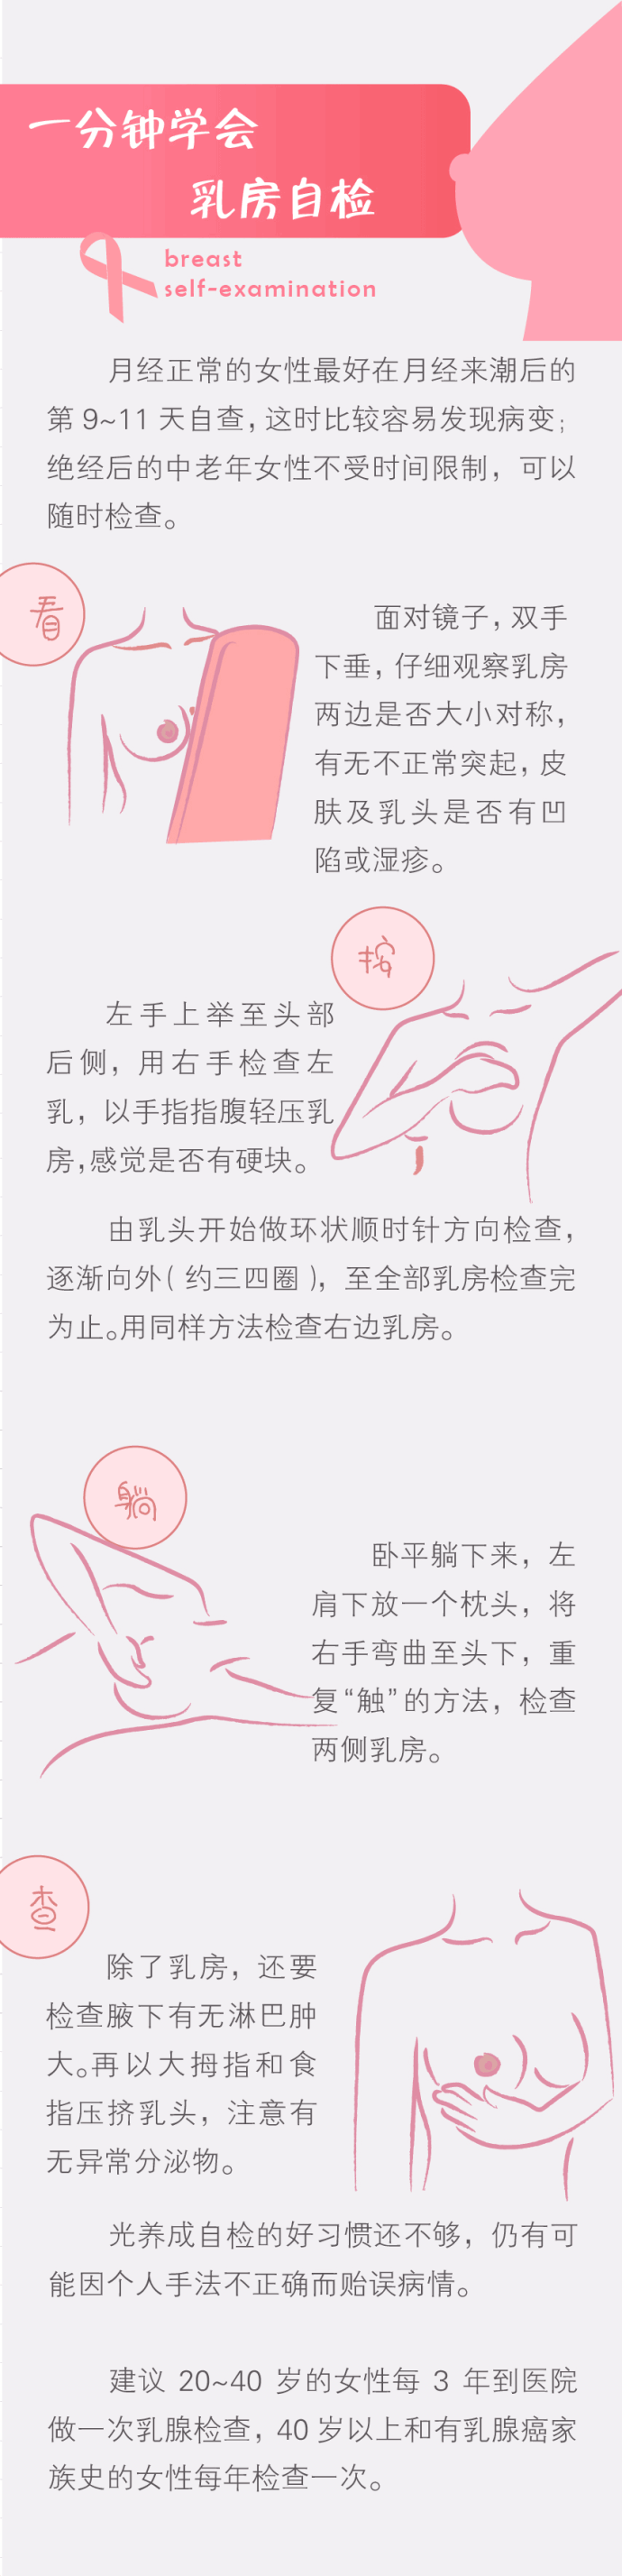 一分钟学会
乳房自检
breast
self-examination
月经正常的女性最好在月经来潮后的
第 9~11 天自查，这时比较容易发现病变；
绝经后的中老年女性不受时间限制，可以
随时检查。
看
面对镜子，双手
下垂，仔细观察乳房
两边是否大小对称，
有无不正常突起，皮
肤及乳头是否有凹
陷或湿疹。
按
左手上举至头部
后侧，用右手检查左
乳，以手指指腹轻压乳
房，感觉是否有硬块。
由乳头开始做环状顺时针方向检查，
逐渐向外（约三四圈），至全部乳房检查完
为止。用同样方法检查右边乳房。
躺
卧平躺下来，左
肩下放一个枕头，将
右手弯曲至头下，重
复“触”的方法，检查
两侧乳房。
查
除了乳房，还要
检查腋下有无淋巴肿
大。再以大拇指和食
指压挤乳头，注意有
无异常分泌物。
光养成自检的好习惯还不够，仍有可
能因个人手法不正确而贻误病情。
建议 20~40 岁的女性每 3 年到医院
做一次乳腺检查，40 岁以上和有乳腺癌家
族史的女性每年检查一次。